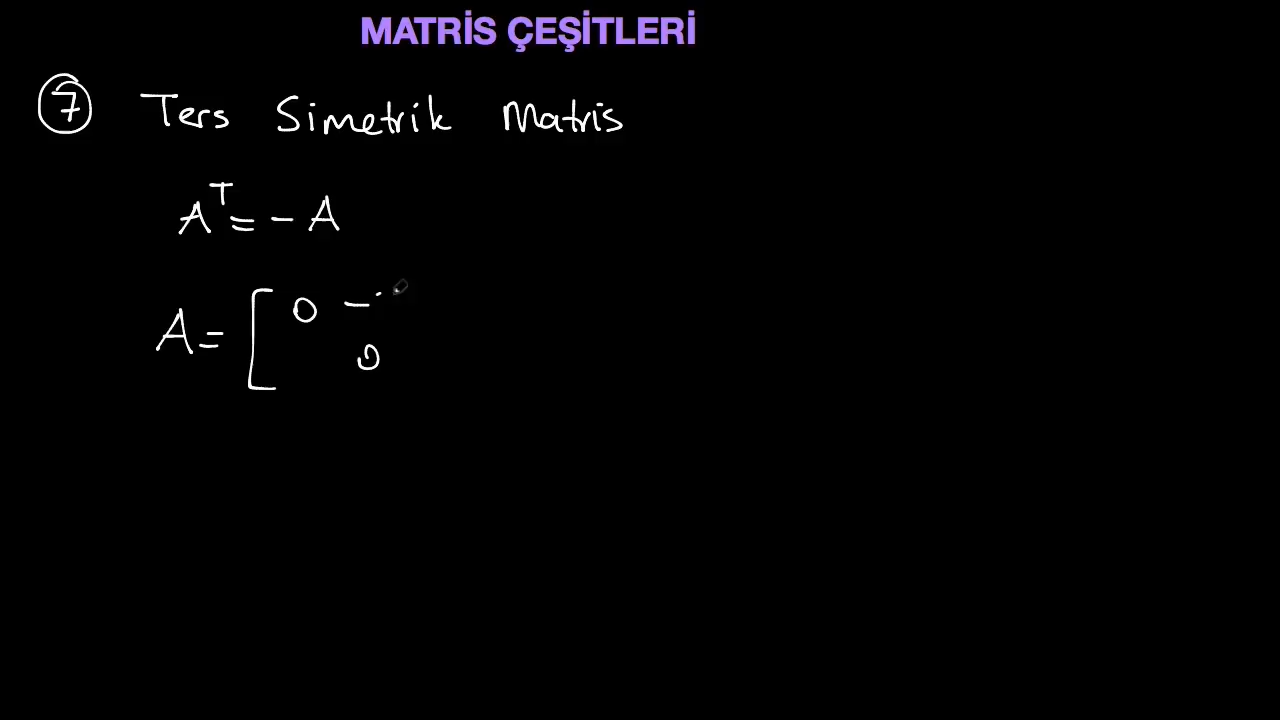 MATRİS ÇEŞİTLERİ
7 Ters Simetrik Matris
Aᵀ = - A
A = [ 0 -
0